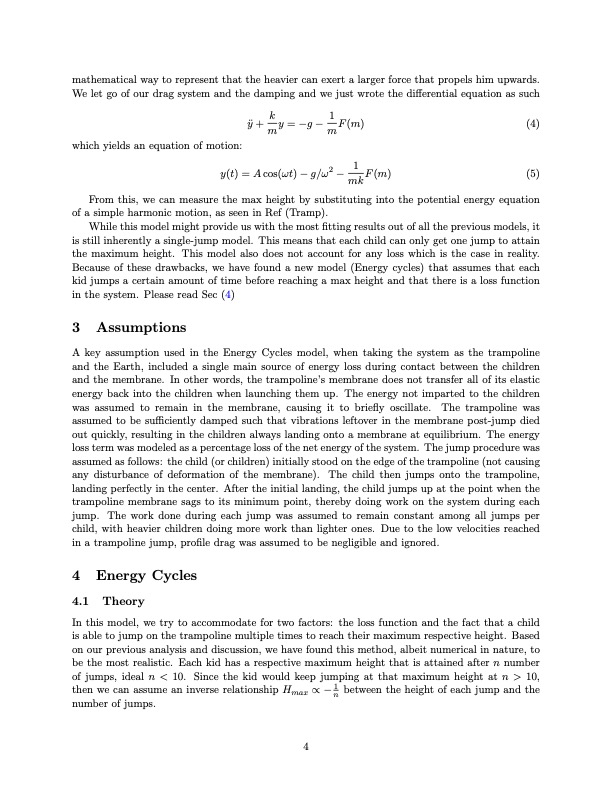 mathematical way to represent that the heavier can exert a larger force that propels him upwards.
We let go of our drag system and the damping and we just wrote the differential equation as such
ÿ + k/m y = −g − 1/m F(m) (4)
which yields an equation of motion:
y(t) = A cos(ωt) − g/ω² − 1/mk F(m) (5)
From this, we can measure the max height by substituting into the potential energy equation
of a simple harmonic motion, as seen in Ref (Tramp).
While this model might provide us with the most fitting results out of all the previous models, it
is still inherently a single-jump model. This means that each child can only get one jump to attain
the maximum height. This model also does not account for any loss which is the case in reality.
Because of these drawbacks, we have found a new model (Energy cycles) that assumes that each
kid jumps a certain amount of time before reaching a max height and that there is a loss function
in the system. Please read Sec (4)
3 Assumptions
A key assumption used in the Energy Cycles model, when taking the system as the trampoline
and the Earth, included a single main source of energy loss during contact between the children
and the membrane. In other words, the trampoline's membrane does not transfer all of its elastic
energy back into the children when launching them up. The energy not imparted to the children
was assumed to remain in the membrane, causing it to briefly oscillate. The trampoline was
assumed to be sufficiently damped such that vibrations leftover in the membrane post-jump died
out quickly, resulting in the children always landing onto a membrane at equilibrium. The energy
loss term was modeled as a percentage loss of the net energy of the system. The jump procedure was
assumed as follows: the child (or children) initially stood on the edge of the trampoline (not causing
any disturbance of deformation of the membrane). The child then jumps onto the trampoline,
landing perfectly in the center. After the initial landing, the child jumps up at the point when the
trampoline membrane sags to its minimum point, thereby doing work on the system during each
jump. The work done during each jump was assumed to remain constant among all jumps per
child, with heavier children doing more work than lighter ones. Due to the low velocities reached
in a trampoline jump, profile drag was assumed to be negligible and ignored.
4 Energy Cycles
4.1 Theory
In this model, we try to accommodate for two factors: the loss function and the fact that a child
is able to jump on the trampoline multiple times to reach their maximum respective height. Based
on our previous analysis and discussion, we have found this method, albeit numerical in nature, to
be the most realistic. Each kid has a respective maximum height that is attained after n number
of jumps, ideal n < 10. Since the kid would keep jumping at that maximum height at n > 10,
then we can assume an inverse relationship Hmax ∝ −1/n between the height of each jump and the
number of jumps.
4